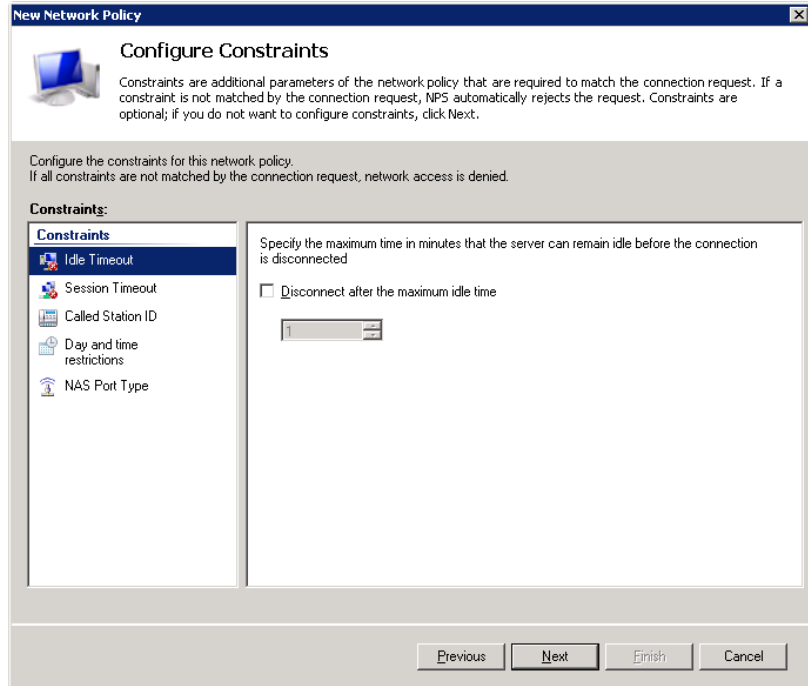 New Network Policy
Configure Constraints
Constraints are additional parameters of the network policy that are required to match the connection request. If a
constraint is not matched by the connection request, NPS automatically rejects the request. Constraints are
optional; if you do not want to configure constraints, click Next.
Configure the constraints for this network policy.
If all constraints are not matched by the connection request, network access is denied.
Constraints:
Constraints
Idle Timeout
Session Timeout
Called Station ID
Day and time
restrictions
NAS Port Type
Specify the maximum time in minutes that the server can remain idle before the connection
is disconnected
Disconnect after the maximum idle time
1
Previous
Next
Finish
Cancel